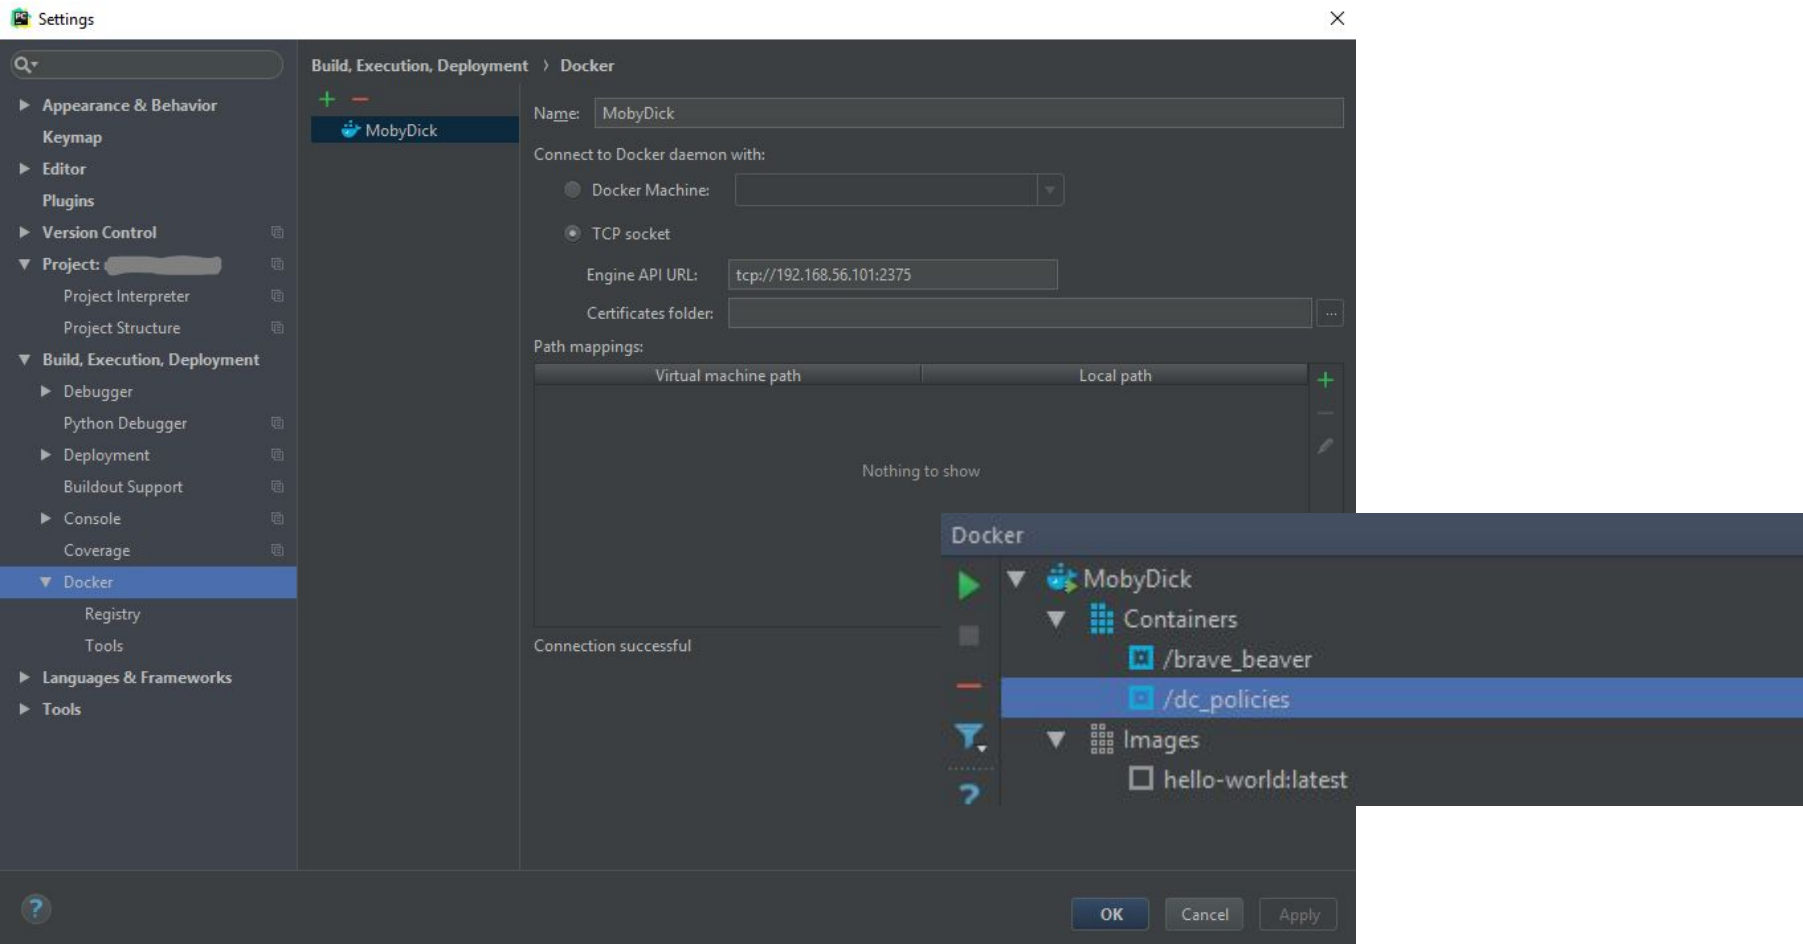 Settings
Appearance & Behavior
Keymap
Editor
Plugins
Version Control
Project:
Project Interpreter
Project Structure
Build, Execution, Deployment
Debugger
Python Debugger
Deployment
Buildout Support
Console
Coverage
Docker
Registry
Tools
Languages & Frameworks
Tools
Build, Execution, Deployment › Docker
MobyDick
Name: MobyDick
Connect to Docker daemon with:
Docker Machine:
TCP socket
Engine API URL: tcp://192.168.56.101:2375
Certificates folder: ...
Path mappings:
Virtual machine path Local path
Nothing to show
Connection successful
Docker
MobyDick
Containers
/brave_beaver
/dc_policies
Images
hello-world:latest
? OK Cancel Apply